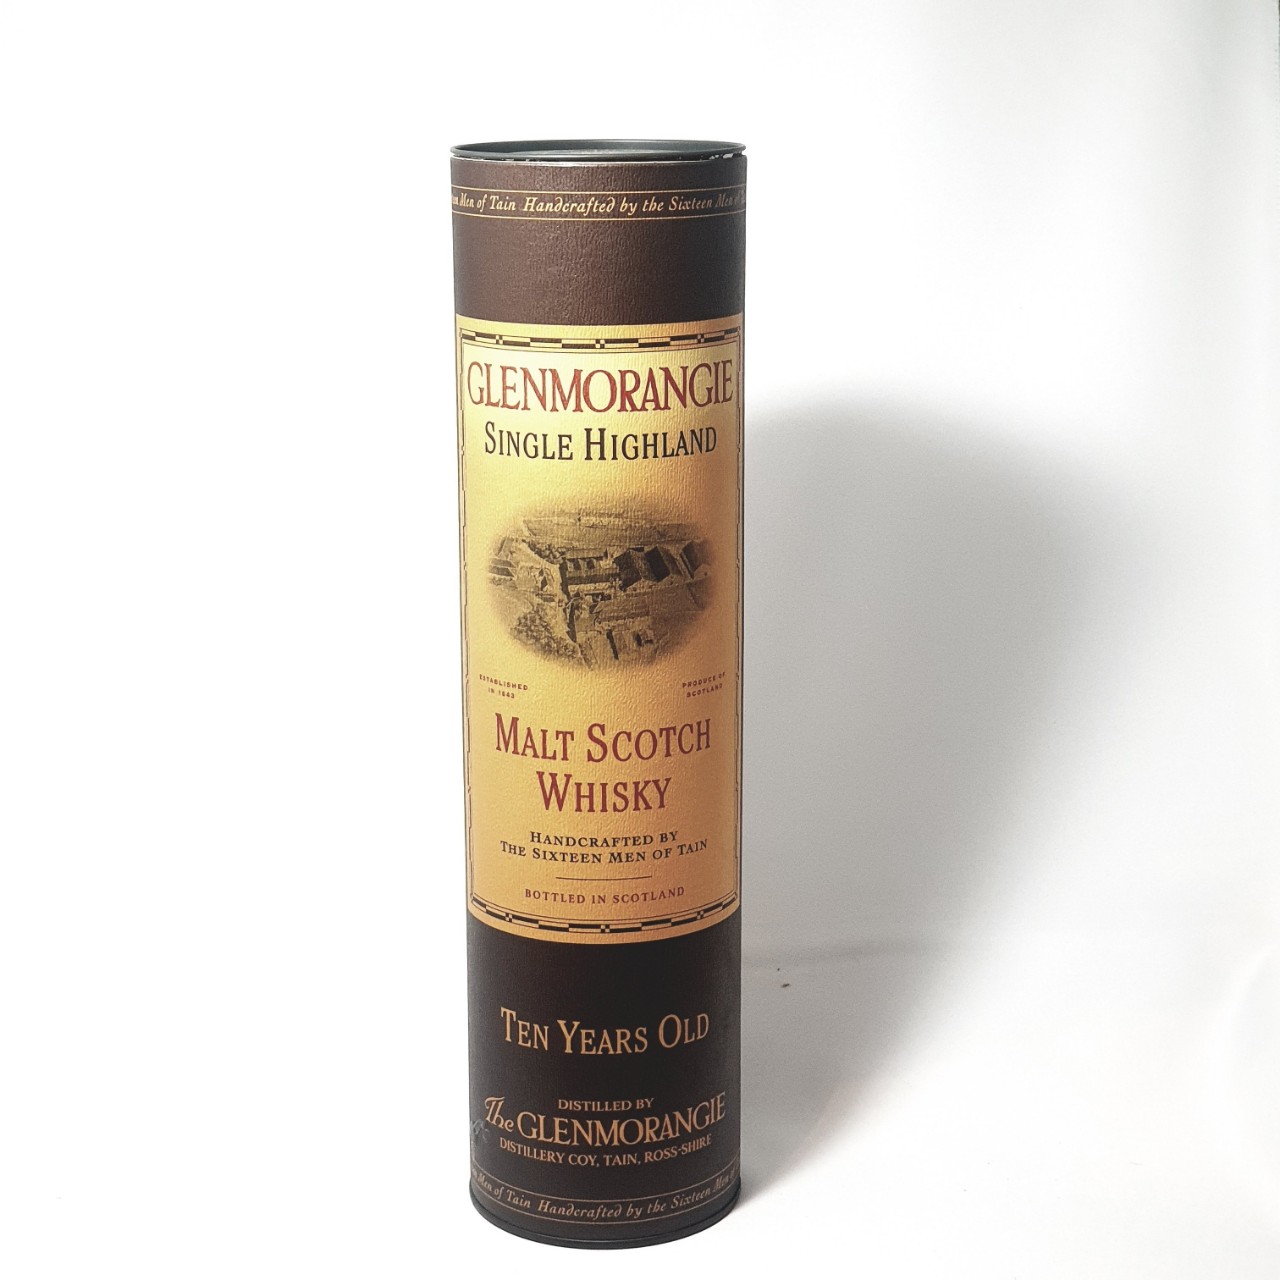 Men of Tain Handcrafted by the Sixteen Men of
GLENMORANGIE
SINGLE HIGHLAND
ESTABLISHED
IN 1843
PRODUCE OF
SCOTLAND
MALT SCOTCH
WHISKY
HANDCRAFTED BY
THE SIXTEEN MEN OF TAIN
BOTTLED IN SCOTLAND
TEN YEARS OLD
DISTILLED BY
The GLENMORANGIE
DISTILLERY COY, TAIN, ROSS-SHIRE
Men of Tain Handcrafted by the Sixteen Men of